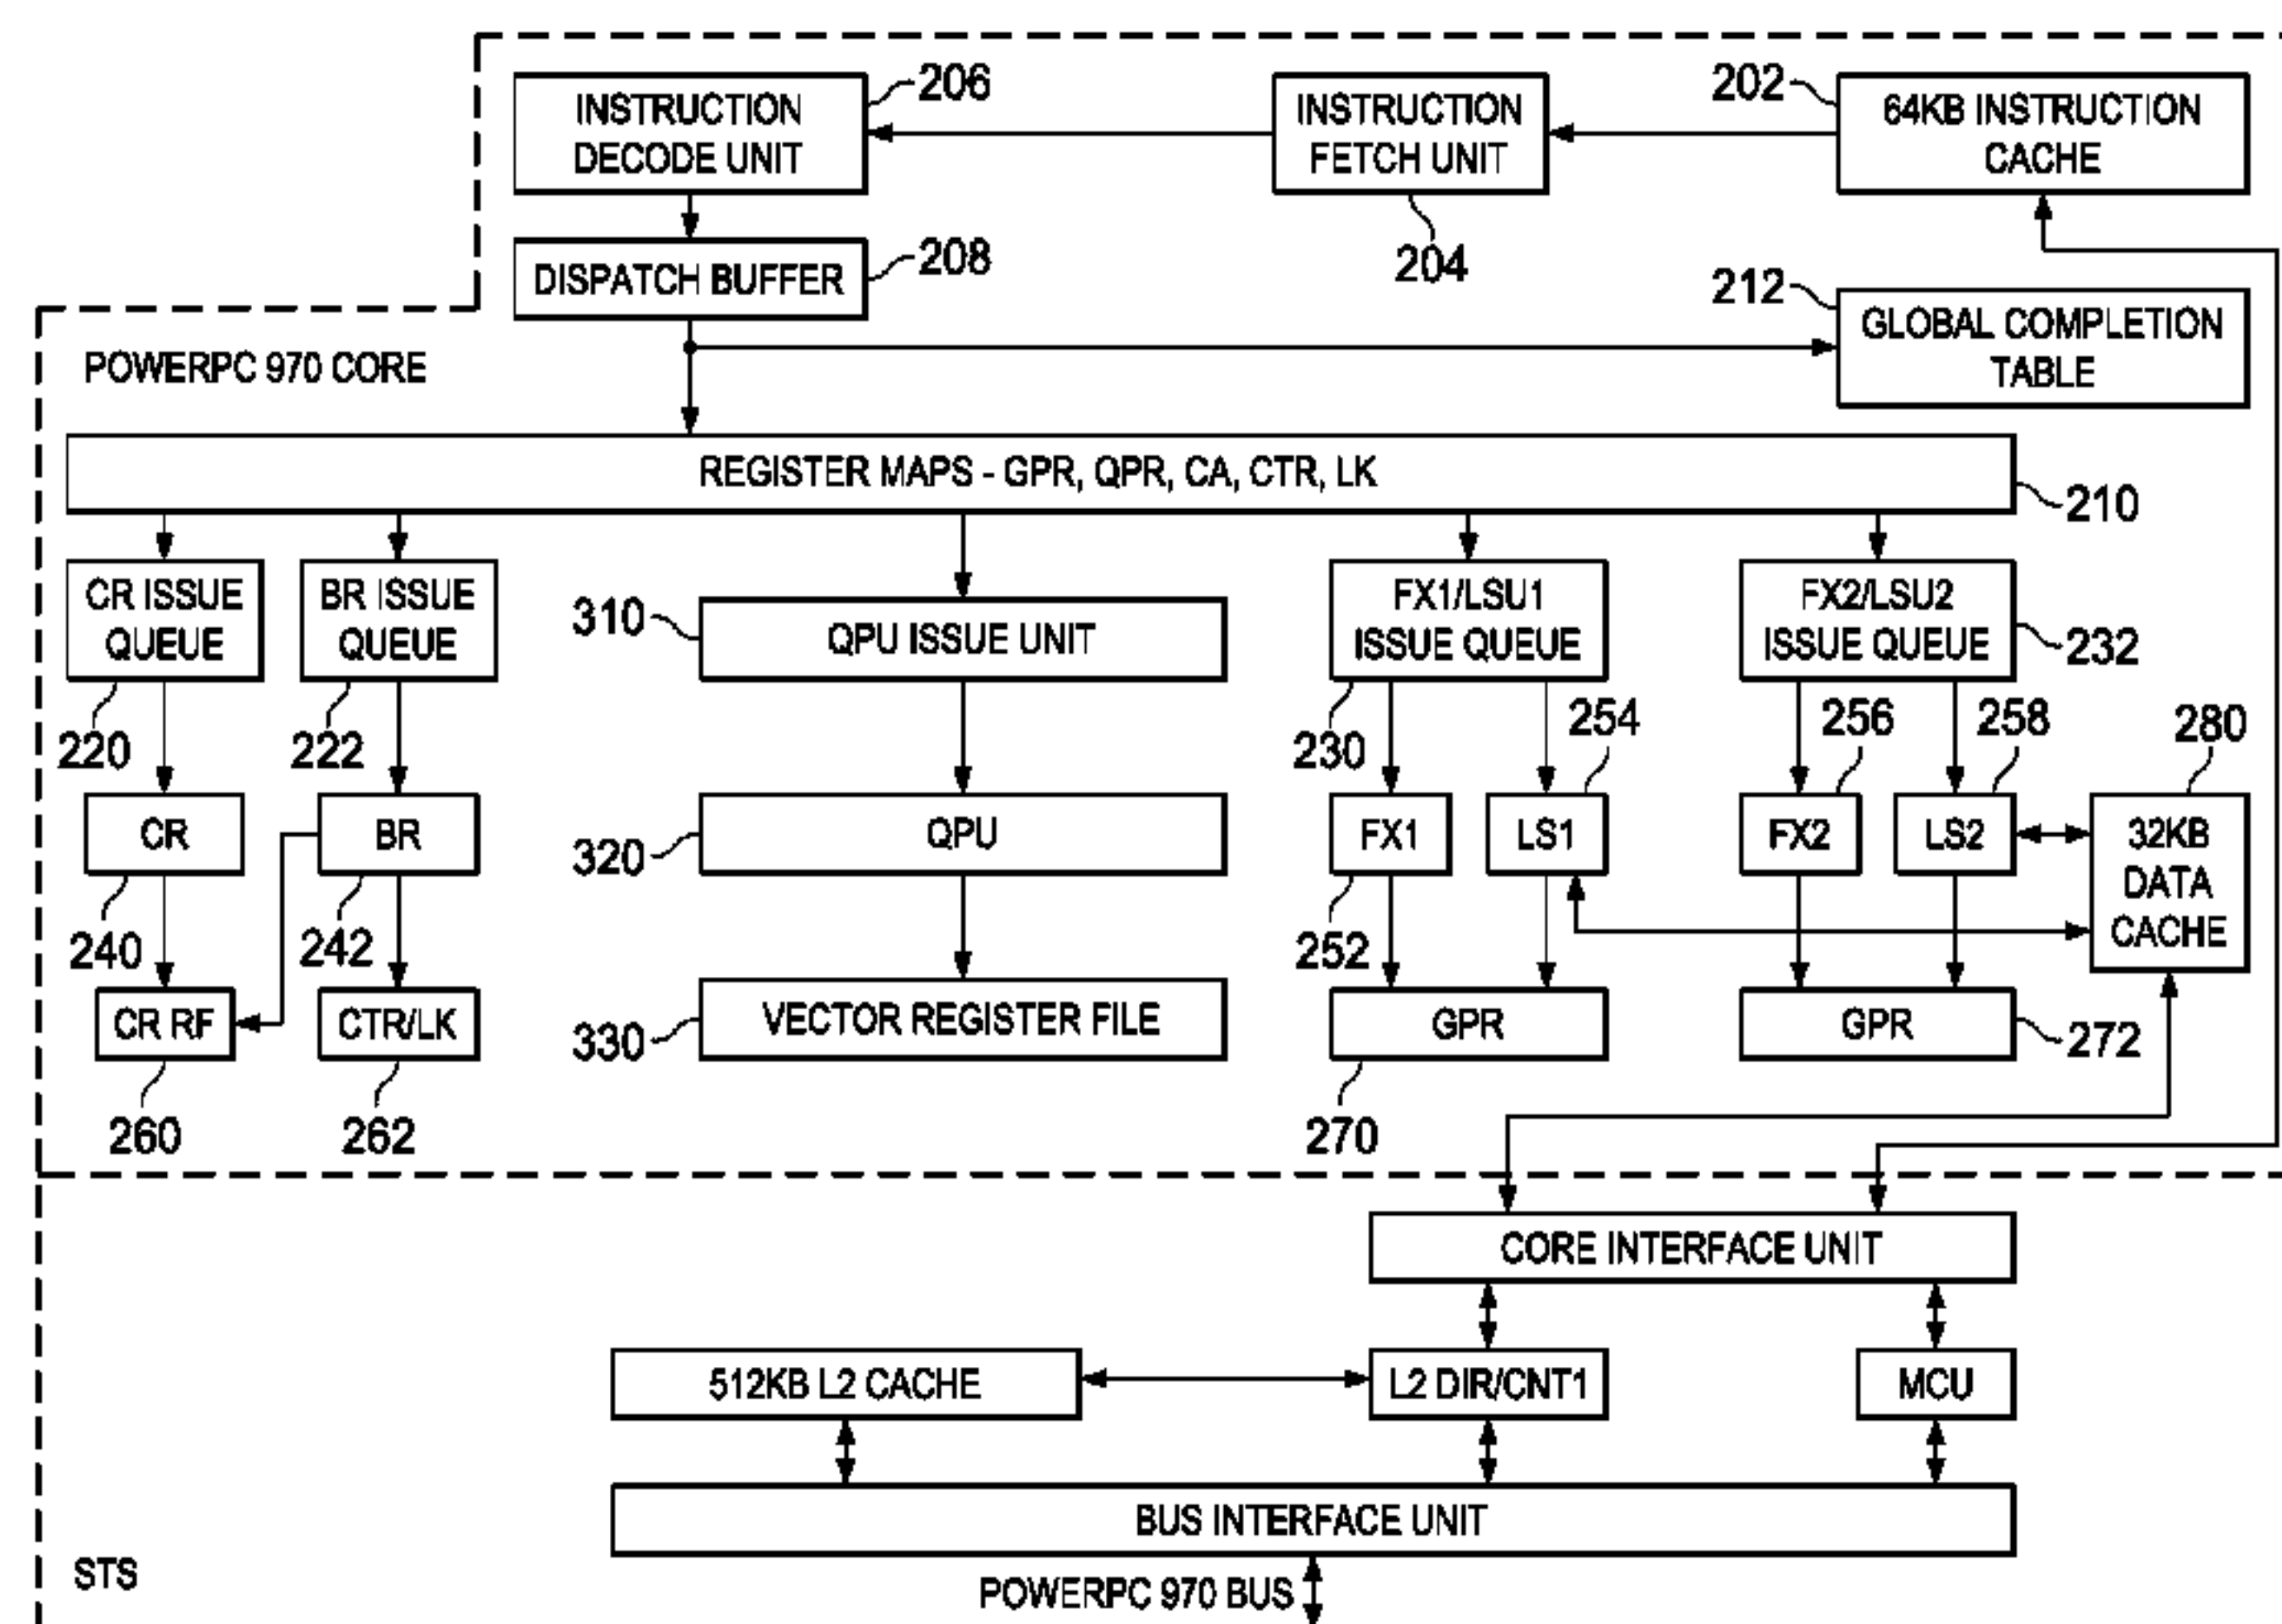 INSTRUCTION
DECODE UNIT
206
INSTRUCTION
FETCH UNIT
204
202
64KB INSTRUCTION
CACHE
DISPATCH BUFFER
208
212
GLOBAL COMPLETION
TABLE
POWERPC 970 CORE
REGISTER MAPS - GPR, QPR, CA, CTR, LK
210
CR ISSUE
QUEUE
220
BR ISSUE
QUEUE
222
310
QPU ISSUE UNIT
FX1/LSU1
ISSUE QUEUE
230
FX2/LSU2
ISSUE QUEUE
232
254
256
258
280
CR
240
BR
242
320
QPU
FX1
252
LS1
FX2
LS2
32KB
DATA
CACHE
CR RF
260
CTR/LK
262
330
VECTOR REGISTER FILE
GPR
270
GPR
272
CORE INTERFACE UNIT
512KB L2 CACHE
L2 DIR/CNT1
MCU
BUS INTERFACE UNIT
STS
POWERPC 970 BUS